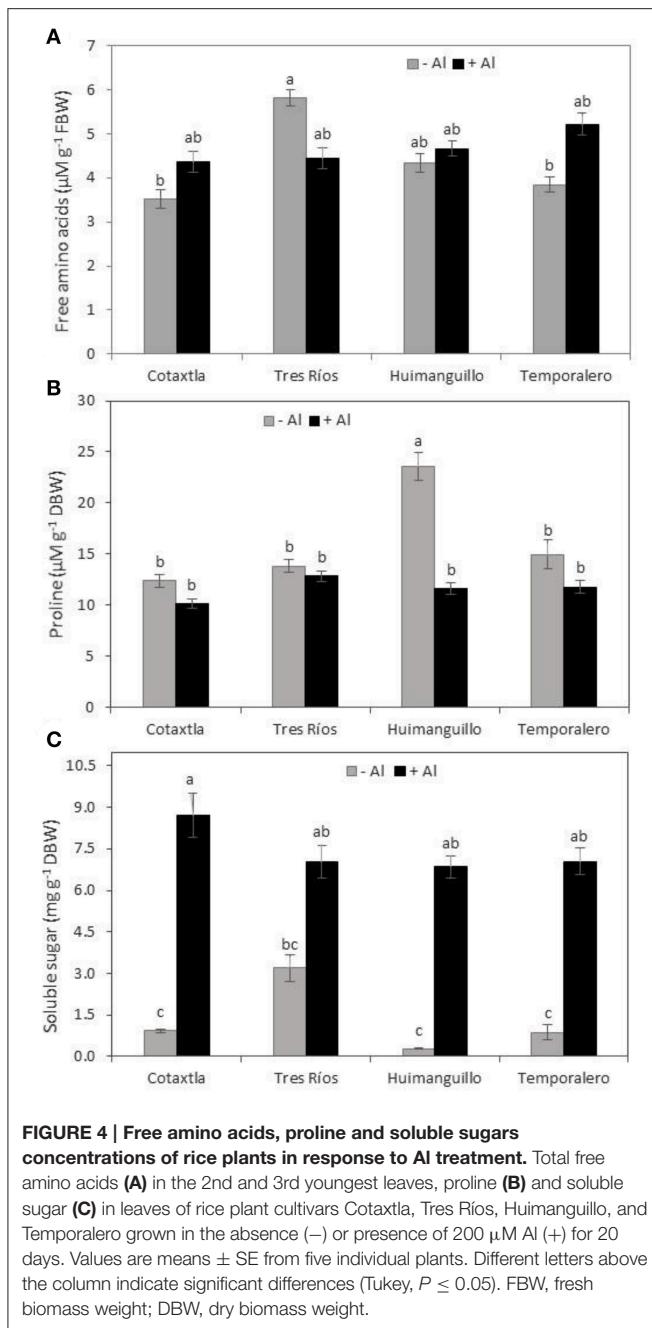 A
Free amino acids (µM g⁻¹ FBW)
7
6
5
4
3
2
1
0
- Al + Al
b ab a ab ab ab b ab
Cotaxtla Tres Ríos Huimanguillo Temporalero
B
Proline (µM g⁻¹ DBW)
30
25
20
15
10
5
0
- Al + Al
b b b b a b b b
Cotaxtla Tres Ríos Huimanguillo Temporalero
C
Soluble sugar (mg g⁻¹ DBW)
10.5
9.0
7.5
6.0
4.5
3.0
1.5
0.0
- Al + Al
c a bc ab c ab c ab
Cotaxtla Tres Ríos Huimanguillo Temporalero
FIGURE 4 | Free amino acids, proline and soluble sugars
concentrations of rice plants in response to Al treatment. Total free
amino acids (A) in the 2nd and 3rd youngest leaves, proline (B) and soluble
sugar (C) in leaves of rice plant cultivars Cotaxtla, Tres Ríos, Huimanguillo, and
Temporalero grown in the absence (−) or presence of 200 µM Al (+) for 20
days. Values are means ± SE from five individual plants. Different letters above
the column indicate significant differences (Tukey, P ≤ 0.05). FBW, fresh
biomass weight; DBW, dry biomass weight.